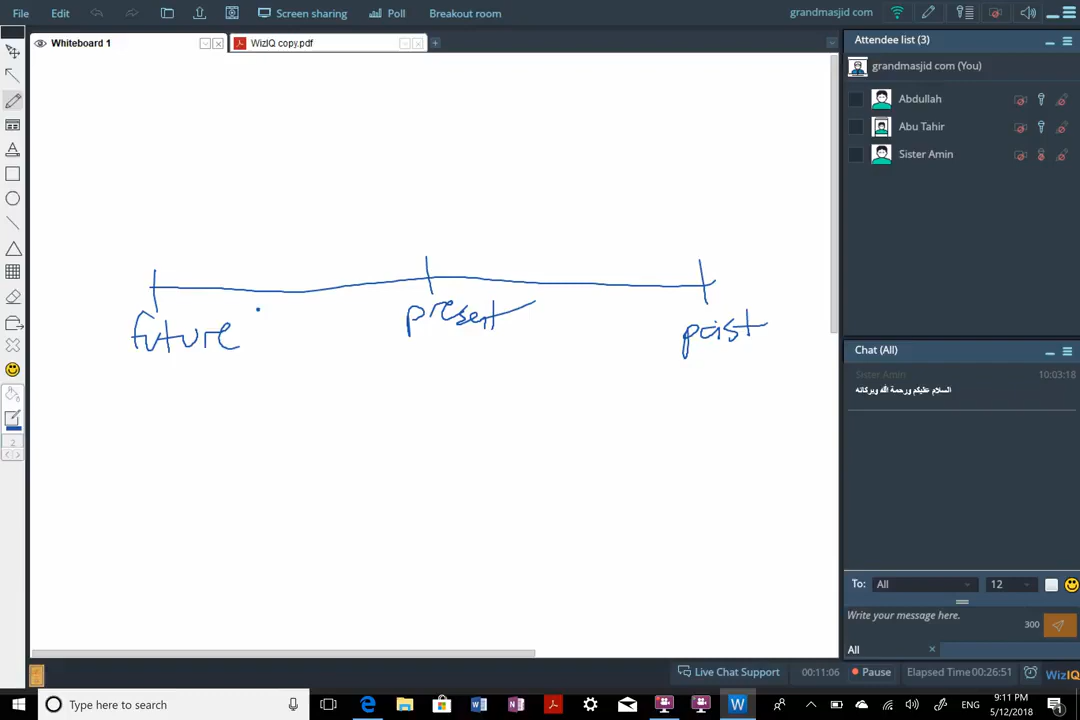 File Edit Screen sharing Poll Breakout room grandmasjid com
Whiteboard 1 WizIQ copy.pdf
Attendee list (3)
grandmasjid com (You)
Abdullah
Abu Tahir
Sister Amin
future present past
Chat (All)
Sister Amin 10:03:18
السلام عليكم ورحمة الله وبركاته
To: All 12
Write your message here.
300
All
2
Live Chat Support 00:11:06 Pause Elapsed Time 00:26:51 WizIQ
Type here to search
ENG 9:11 PM
5/12/2018